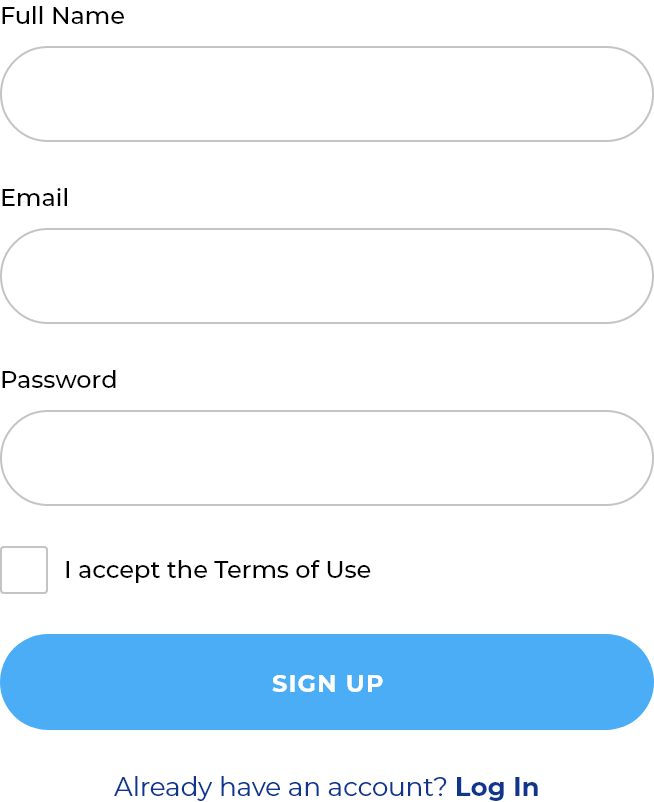 Full Name
Email
Password
I accept the Terms of Use
SIGN UP
Already have an account? Log In